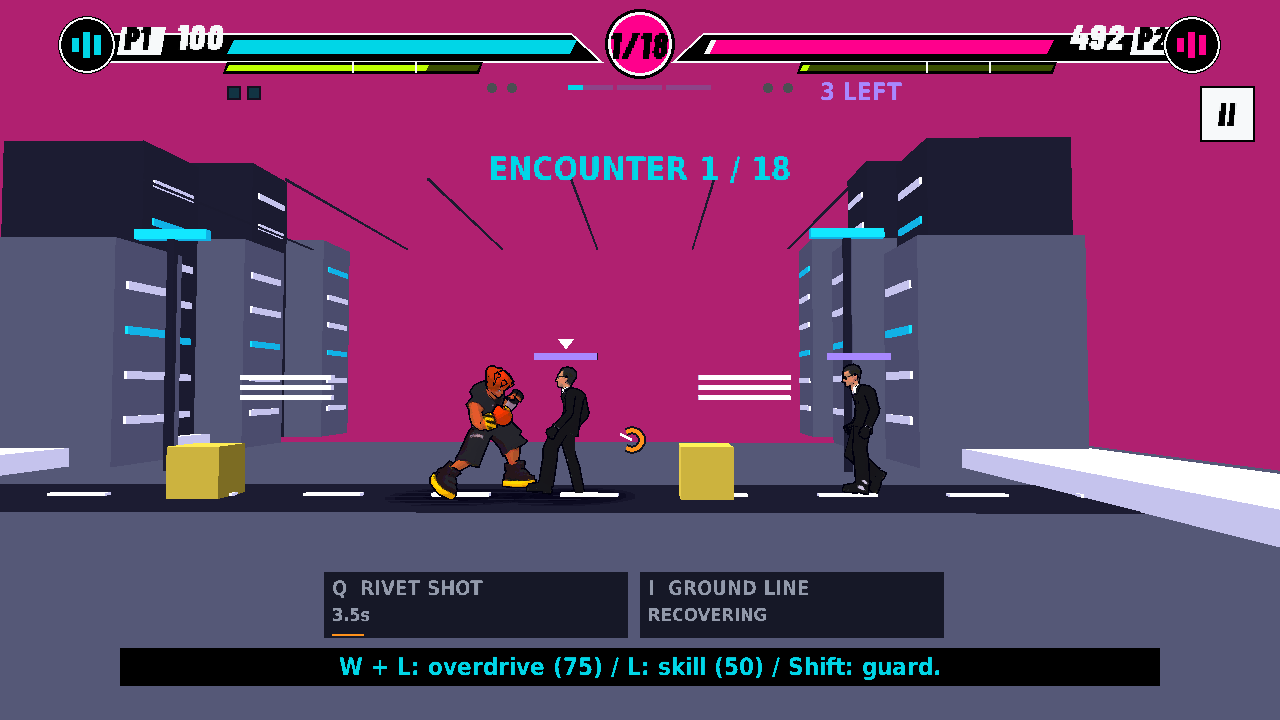 P1 100
1/18
492 P2
3 LEFT
ENCOUNTER 1 / 18
Q RIVET SHOT
3.5s
I GROUND LINE
RECOVERING
W + L: overdrive (75) / L: skill (50) / Shift: guard.